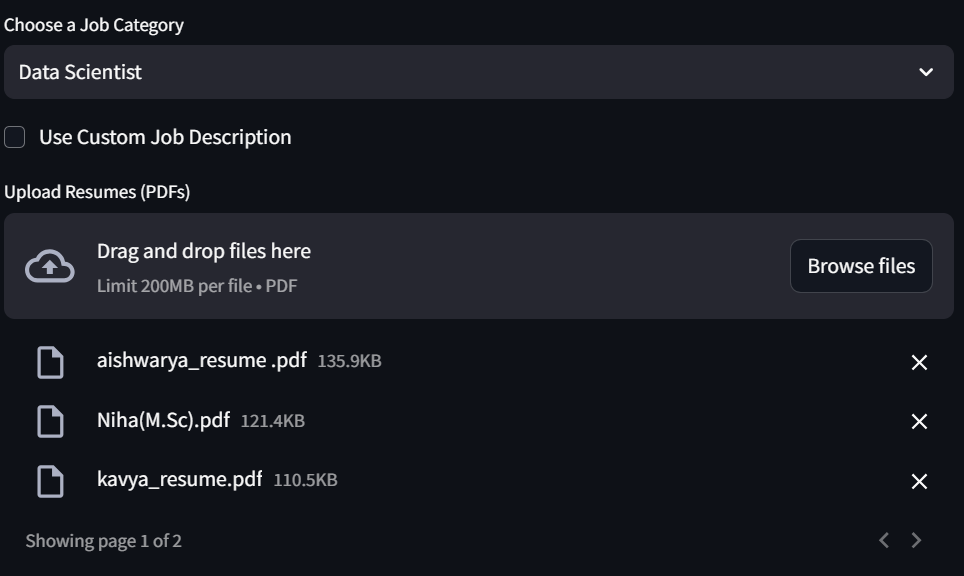 Choose a Job Category
Data Scientist
Use Custom Job Description
Upload Resumes (PDFs)
Drag and drop files here
Limit 200MB per file • PDF
Browse files
aishwarya_resume .pdf 135.9KB
Niha(M.Sc).pdf 121.4KB
kavya_resume.pdf 110.5KB
Showing page 1 of 2